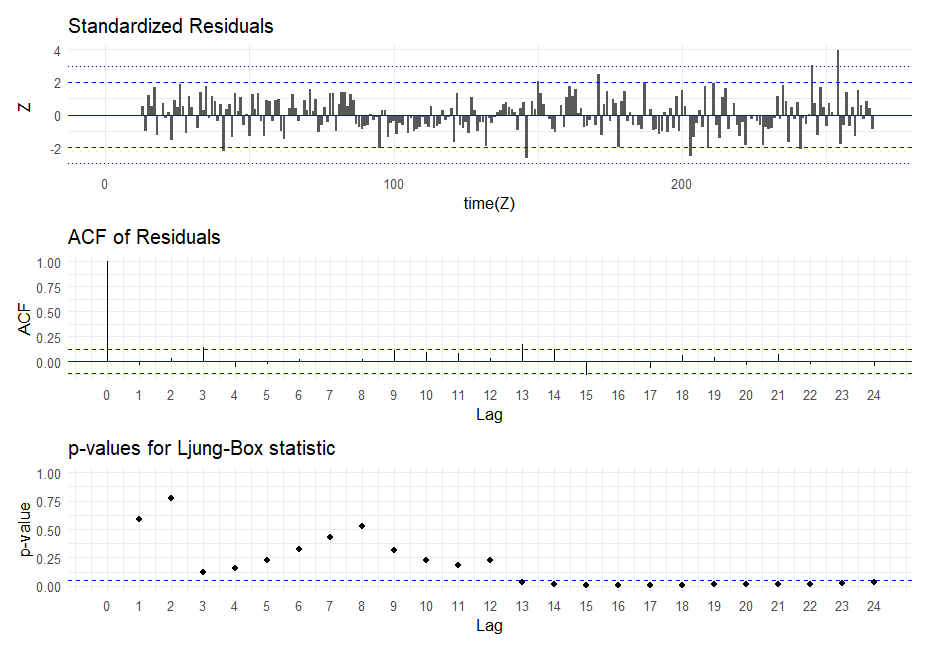 Standardized Residuals
4
2
0
-2
Z
0 100 200
time(Z)
ACF of Residuals
1.00
0.75
0.50
0.25
0.00
ACF
0 1 2 3 4 5 6 7 8 9 10 11 12 13 14 15 16 17 18 19 20 21 22 23 24
Lag
p-values for Ljung-Box statistic
1.00
0.75
0.50
0.25
0.00
p-value
0 1 2 3 4 5 6 7 8 9 10 11 12 13 14 15 16 17 18 19 20 21 22 23 24
Lag